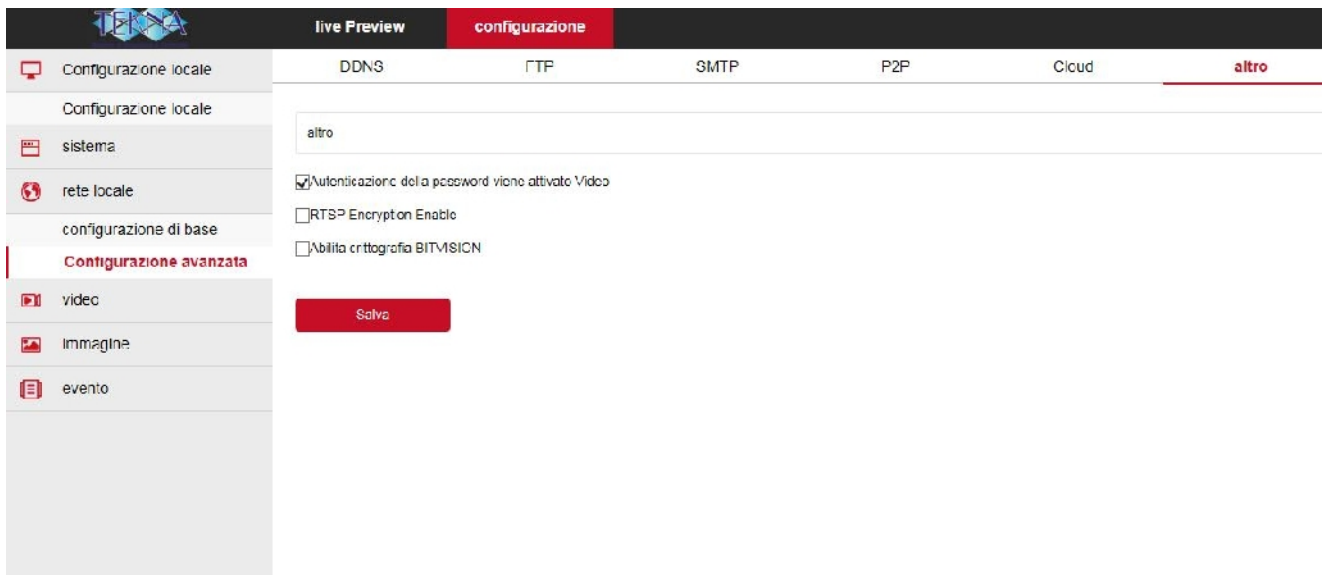 TEKNA
live Preview
configurazione
Configurazione locale
Configurazione locale
sistema
rete locale
configurazione di base
Configurazione avanzata
video
immagine
evento
DDNS
FTP
SMTP
P2P
Cloud
altro
altro
Autenticazione della password viene attivato Video
RTSP Encryption Enable
Abilita crittografia BITVISION
Salva